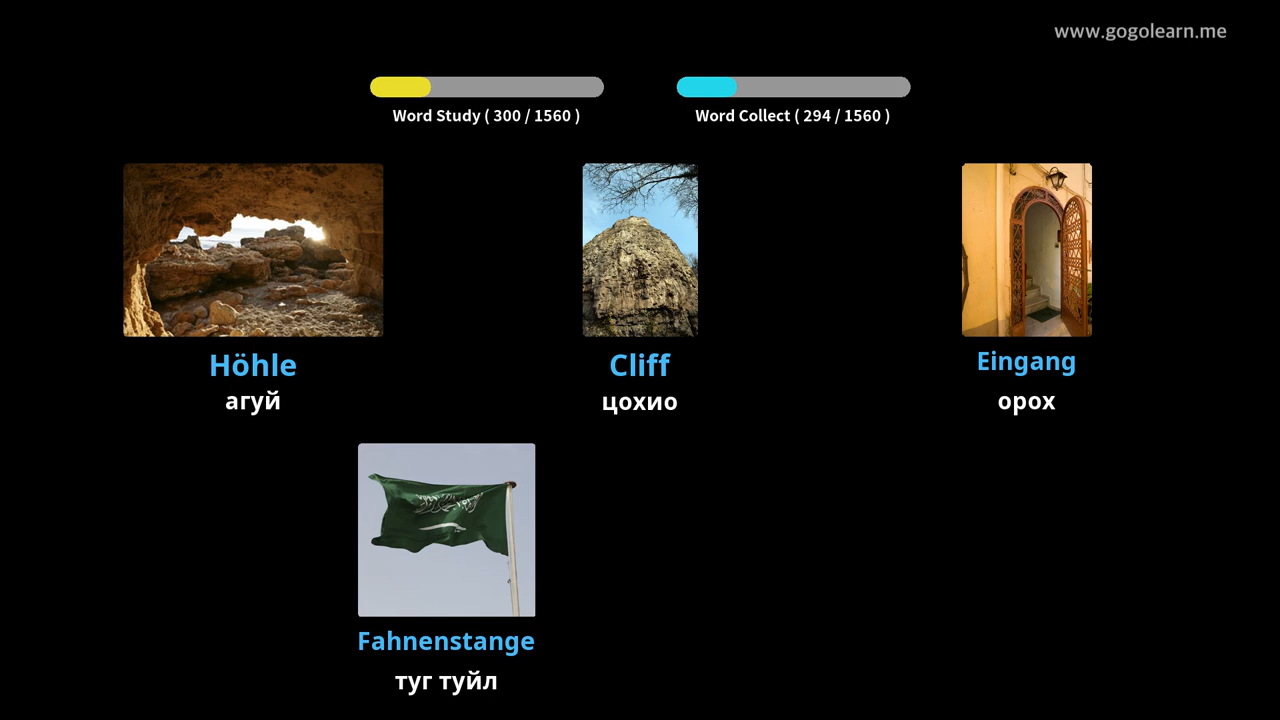 www.gogolearn.me
Word Study ( 300 / 1560 )
Word Collect ( 294 / 1560 )
Höhle
агуй
Cliff
цохио
Eingang
орох
Fahnenstange
туг туйл